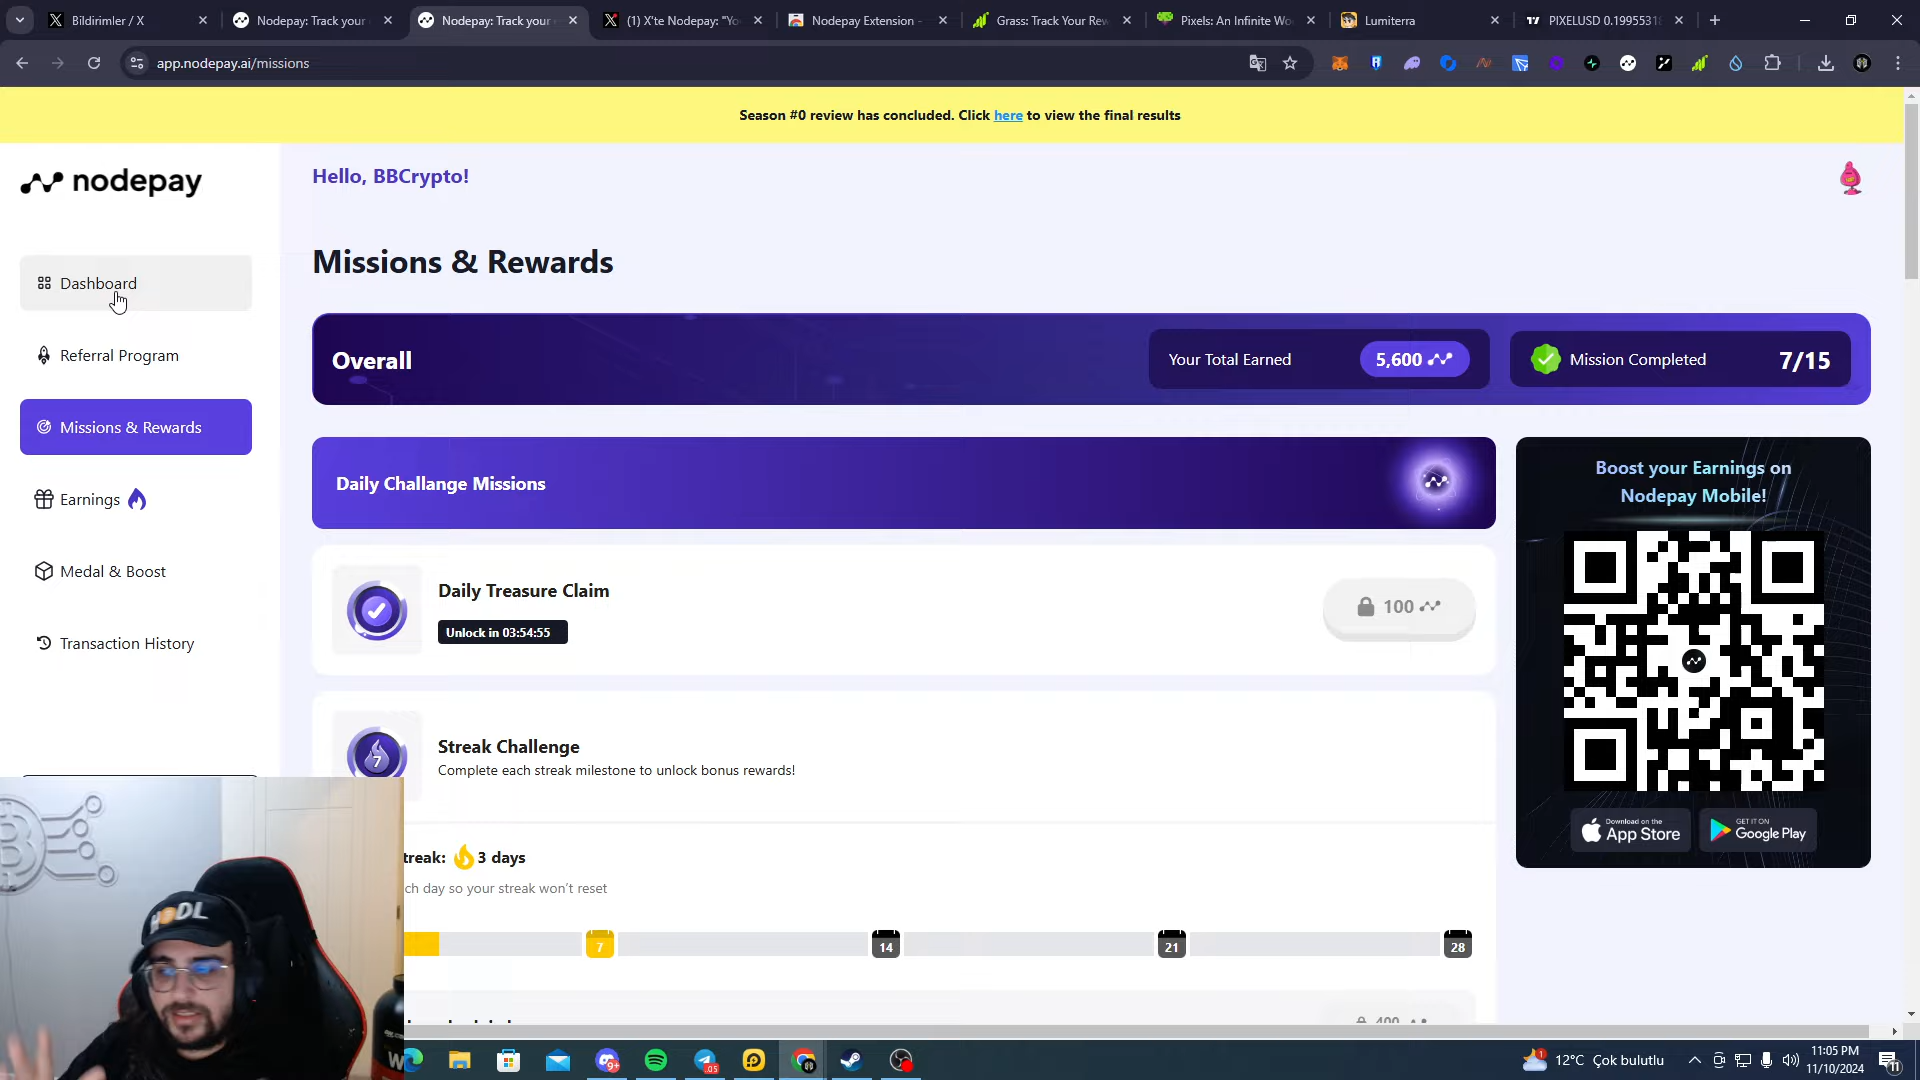 Bildirimler / X
Nodepay: Track your
Nodepay: Track your
(1) X'te Nodepay: "Yo
Nodepay Extension -
Grass: Track Your Rew
Pixels: An Infinite Wo
Lumiterra
PIXELUSD 0.1995531
app.nodepay.ai/missions
Season #0 review has concluded. Click here to view the final results
nodepay
Hello, BBCrypto!
Dashboard
Referral Program
Missions & Rewards
Earnings
Medal & Boost
Transaction History
Missions & Rewards
Overall
Your Total Earned
5,600
Mission Completed
7/15
Daily Challange Missions
Daily Treasure Claim
Unlock in 03:54:55
100
Streak Challenge
Complete each streak milestone to unlock bonus rewards!
7
treak: 3 days
ch day so your streak won't reset
7
14
21
28
Boost your Earnings on
Nodepay Mobile!
Download on the
App Store
GET IT ON
Google Play
HODL
9+
12°C Çok bulutlu
11:05 PM
11/10/2024